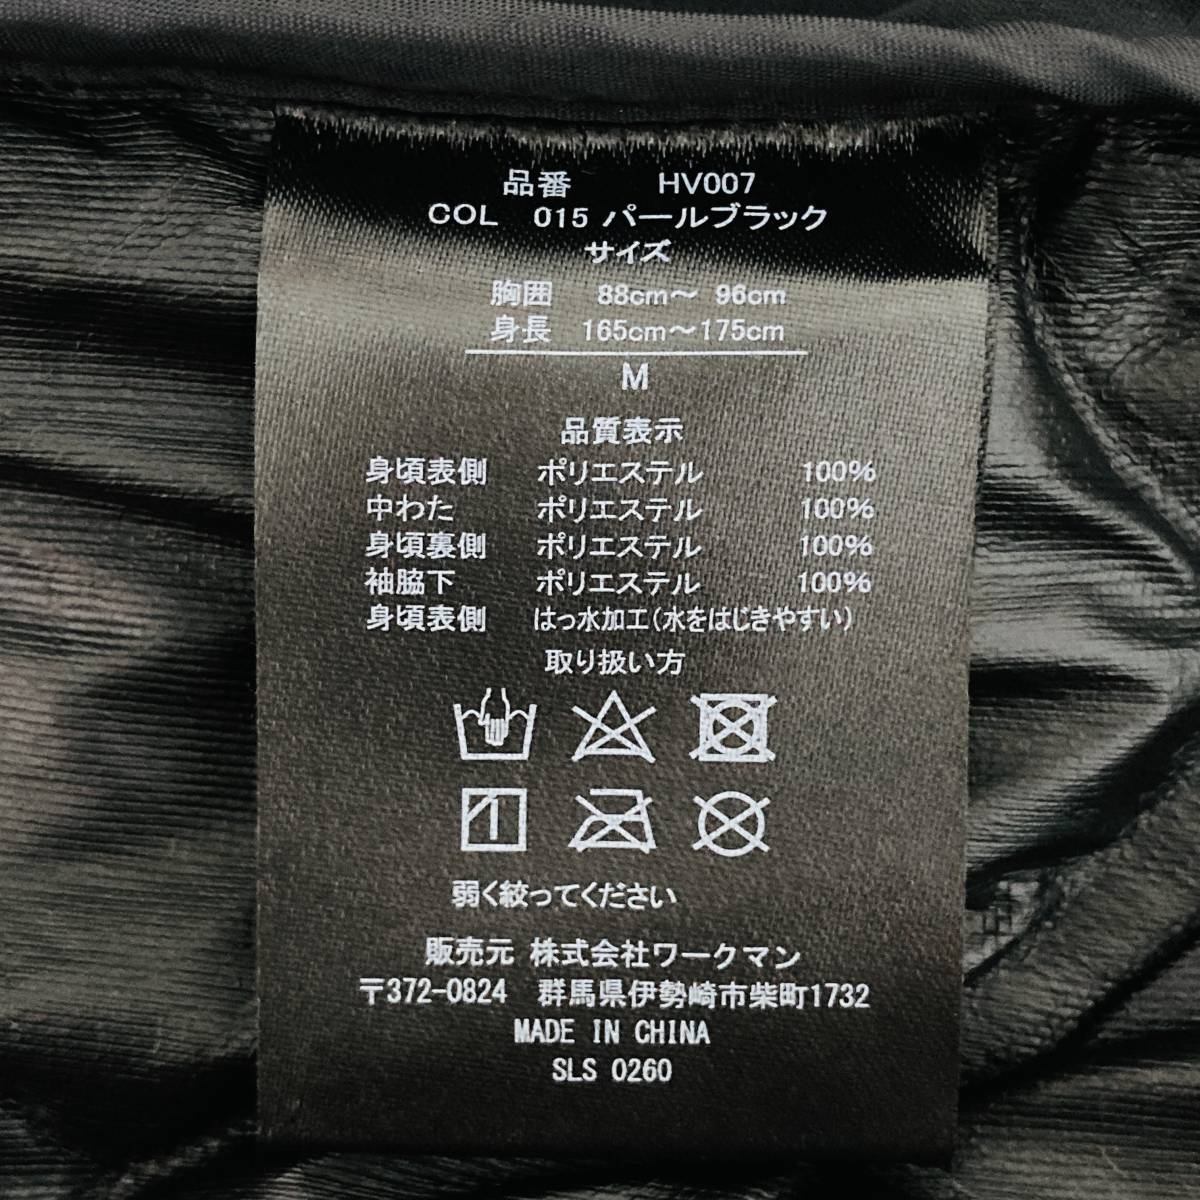 品番 HV007
COL 015 パールブラック
サイズ
胸囲 88cm～ 96cm
身長 165cm～175cm
M
品質表示
身頃表側 ポリエステル 100%
中わた ポリエステル 100%
身頃裏側 ポリエステル 100%
袖脇下 ポリエステル 100%
身頃表側 はっ水加工(水をはじきやすい)
取り扱い方
弱く絞ってください
販売元 株式会社ワークマン
〒372-0824 群馬県伊勢崎市柴町1732
MADE IN CHINA
SLS 0260